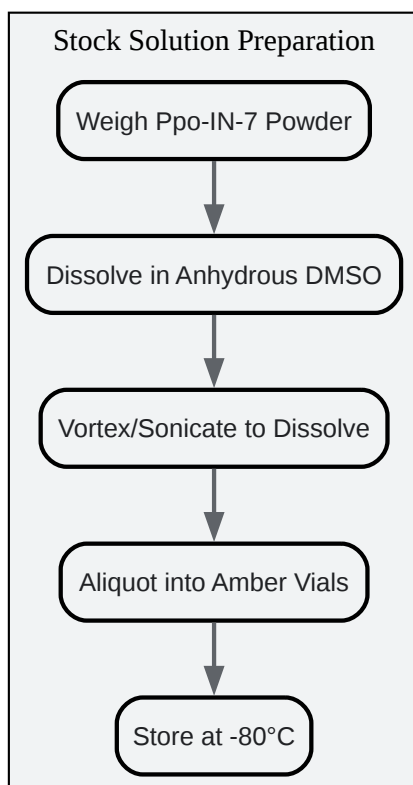 Stock Solution Preparation
Weigh Ppo-IN-7 Powder
Dissolve in Anhydrous DMSO
Vortex/Sonicate to Dissolve
Aliquot into Amber Vials
Store at -80°C